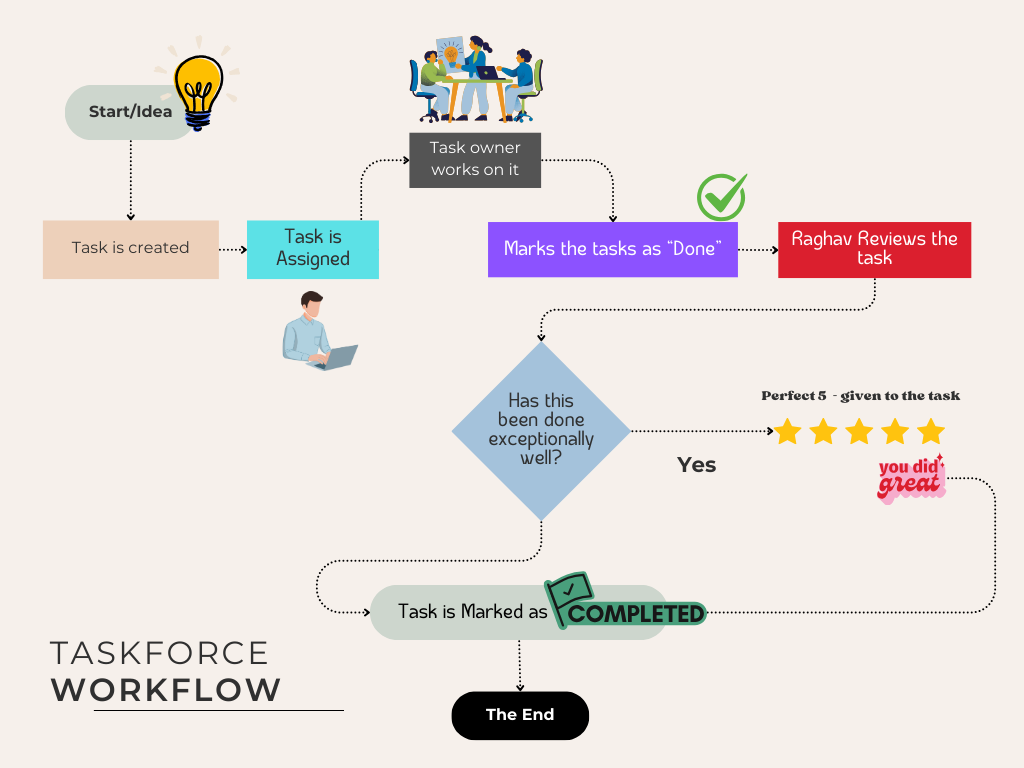 Start/Idea
Task is created
Task is
Assigned
Task owner
works on it
Marks the tasks as “Done”
Raghav Reviews the
task
Has this
been done
exceptionally
well?
Yes
Perfect 5 - given to the task
you did
great
Task is Marked as COMPLETED
The End
TASKFORCE
WORKFLOW